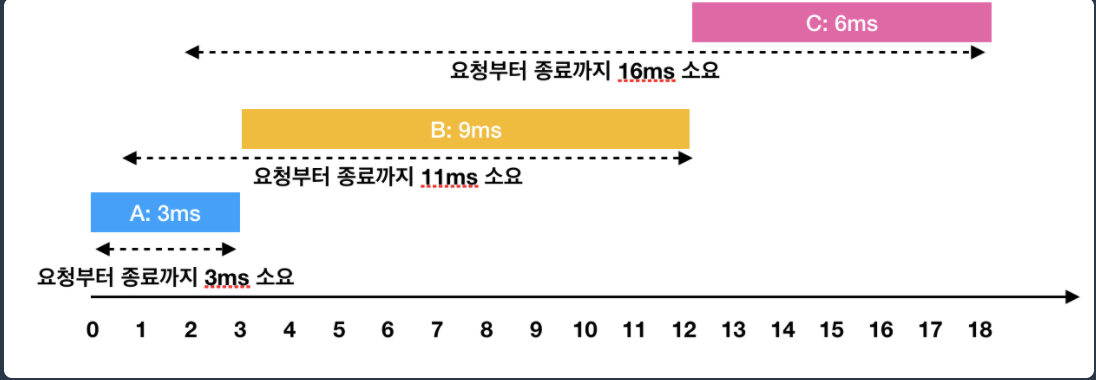 C: 6ms
요청부터 종료까지 16ms 소요
B: 9ms
요청부터 종료까지 11ms 소요
A: 3ms
요청부터 종료까지 3ms 소요
0 1 2 3 4 5 6 7 8 9 10 11 12 13 14 15 16 17 18